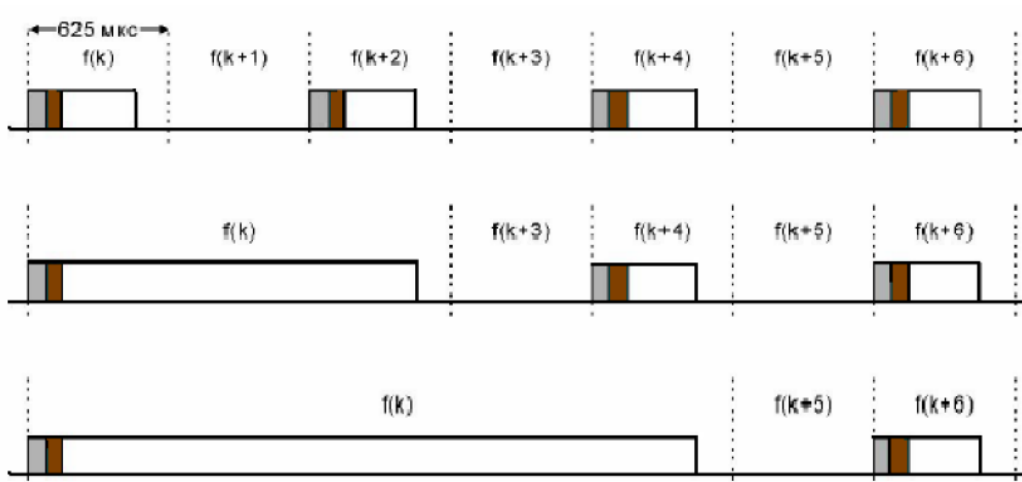 625 мкс
f(k) f(k+1) f(k+2) f(k+3) f(k+4) f(k+5) f(k+6)
f(k) f(k+3) f(k+4) f(k+5) f(k+6)
f(k) f(k+5) f(k+6)